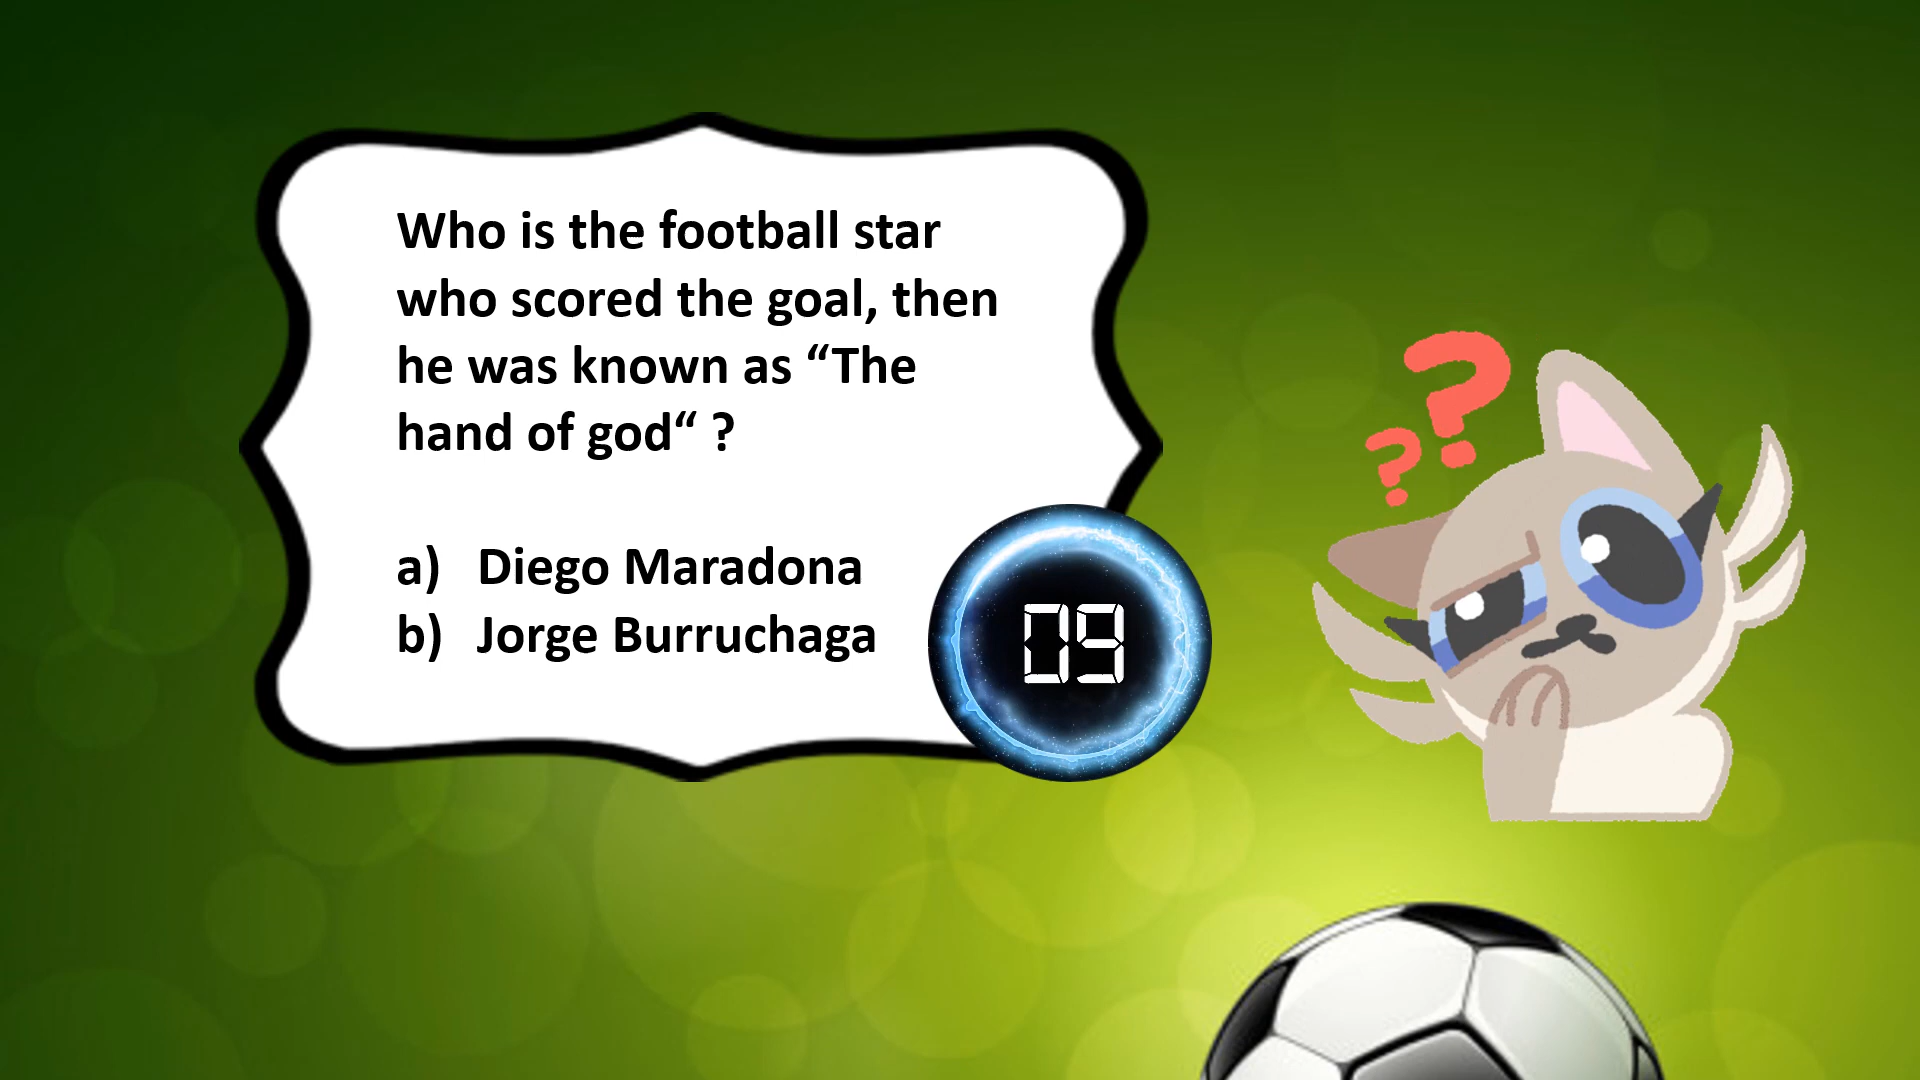 Who is the football star
who scored the goal, then
he was known as “The
hand of god“ ?
a) Diego Maradona
b) Jorge Burruchaga
09
? ?